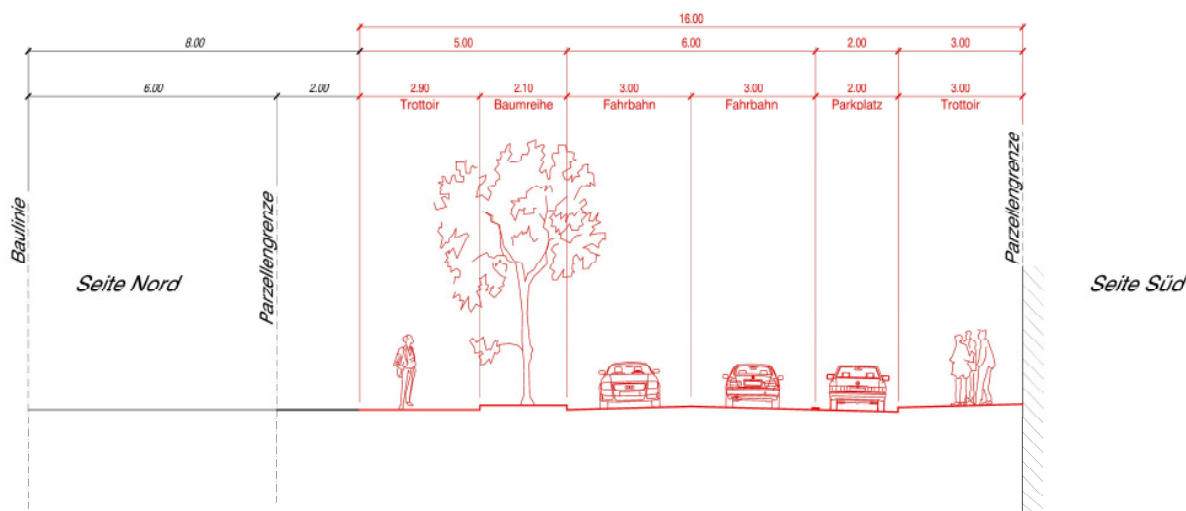 16.00
8.00 5.00 6.00 2.00 3.00
6.00 2.00 2.90 2.10 3.00 3.00 2.00 3.00
Trottoir Baumreihe Fahrbahn Fahrbahn Parkplatz Trottoir
Baulinie
Parzellengrenze
Parzellengrenze
Seite Nord
Seite Süd